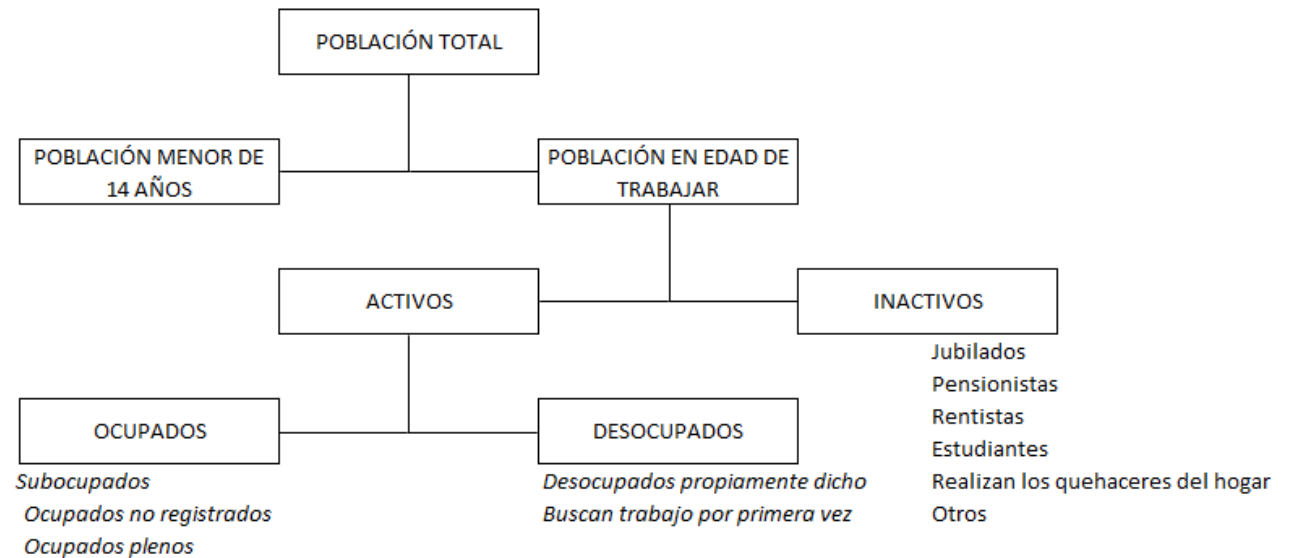 POBLACIÓN TOTAL
POBLACIÓN MENOR DE
14 AÑOS
POBLACIÓN EN EDAD DE
TRABAJAR
ACTIVOS
INACTIVOS
Jubilados
Pensionistas
Rentistas
Estudiantes
Realizan los quehaceres del hogar
Otros
OCUPADOS
Subocupados
Ocupados no registrados
Ocupados plenos
DESOCUPADOS
Desocupados propiamente dicho
Buscan trabajo por primera vez